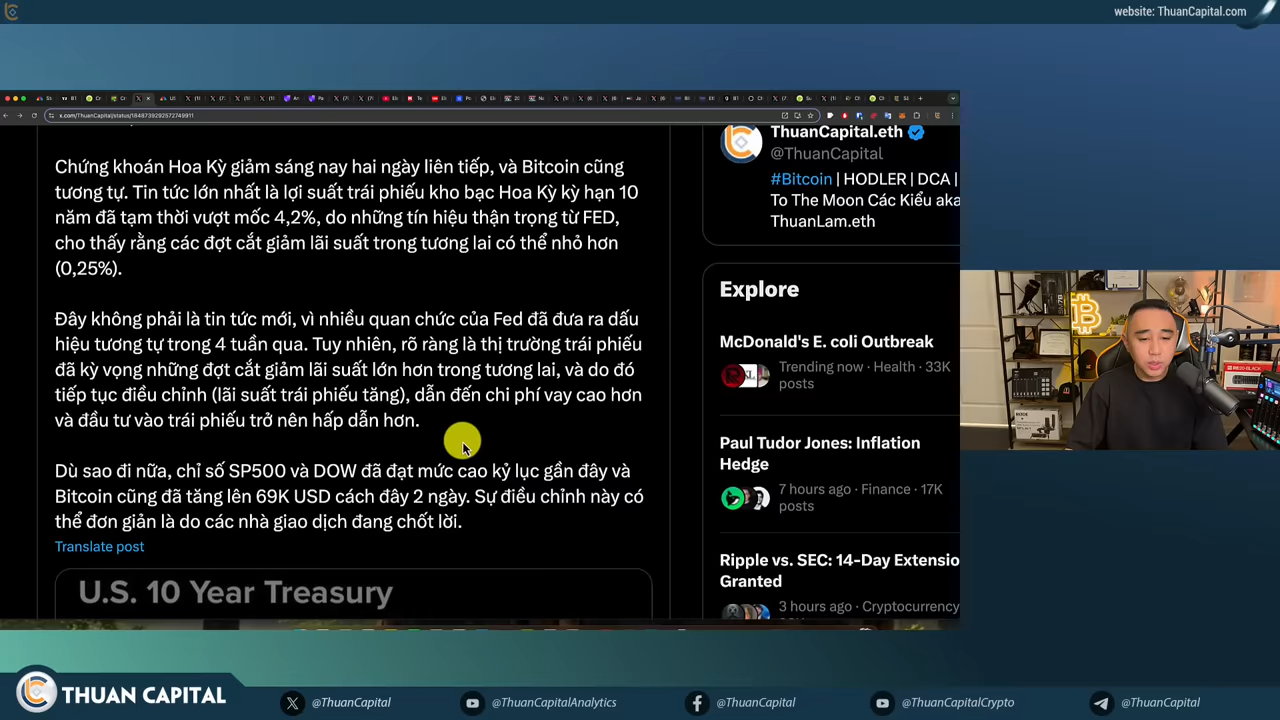 website: ThuanCapital.com
x.com/ThuanCapital/status/1848739292572749911
Chứng khoán Hoa Kỳ giảm sáng nay hai ngày liên tiếp, và Bitcoin cũng
tương tự. Tin tức lớn nhất là lợi suất trái phiếu kho bạc Hoa Kỳ kỳ hạn 10
năm đã tạm thời vượt mốc 4,2%, do những tín hiệu thận trọng từ FED,
cho thấy rằng các đợt cắt giảm lãi suất trong tương lai có thể nhỏ hơn
(0,25%).
Đây không phải là tin tức mới, vì nhiều quan chức của Fed đã đưa ra dấu
hiệu tương tự trong 4 tuần qua. Tuy nhiên, rõ ràng là thị trường trái phiếu
đã kỳ vọng những đợt cắt giảm lãi suất lớn hơn trong tương lai, và do đó
tiếp tục điều chỉnh (lãi suất trái phiếu tăng), dẫn đến chi phí vay cao hơn
và đầu tư vào trái phiếu trở nên hấp dẫn hơn.
Dù sao đi nữa, chỉ số SP500 và DOW đã đạt mức cao kỷ lục gần đây và
Bitcoin cũng đã tăng lên 69K USD cách đây 2 ngày. Sự điều chỉnh này có
thể đơn giản là do các nhà giao dịch đang chốt lời.
Translate post
U.S. 10 Year Treasury
ThuanCapital.eth
@ThuanCapital
#Bitcoin | HODLER | DCA |
To The Moon Các Kiểu aka
ThuanLam.eth
Explore
McDonald's E. coli Outbreak
Trending now · Health · 33K
posts
Paul Tudor Jones: Inflation
Hedge
7 hours ago · Finance · 17K
posts
Ripple vs. SEC: 14-Day Extensio
Granted
3 hours ago · Cryptocurrency
THUAN CAPITAL
@ThuanCapital
@ThuanCapitalAnalytics
@ThuanCapital
@ThuanCapitalCrypto
@ThuanCapital